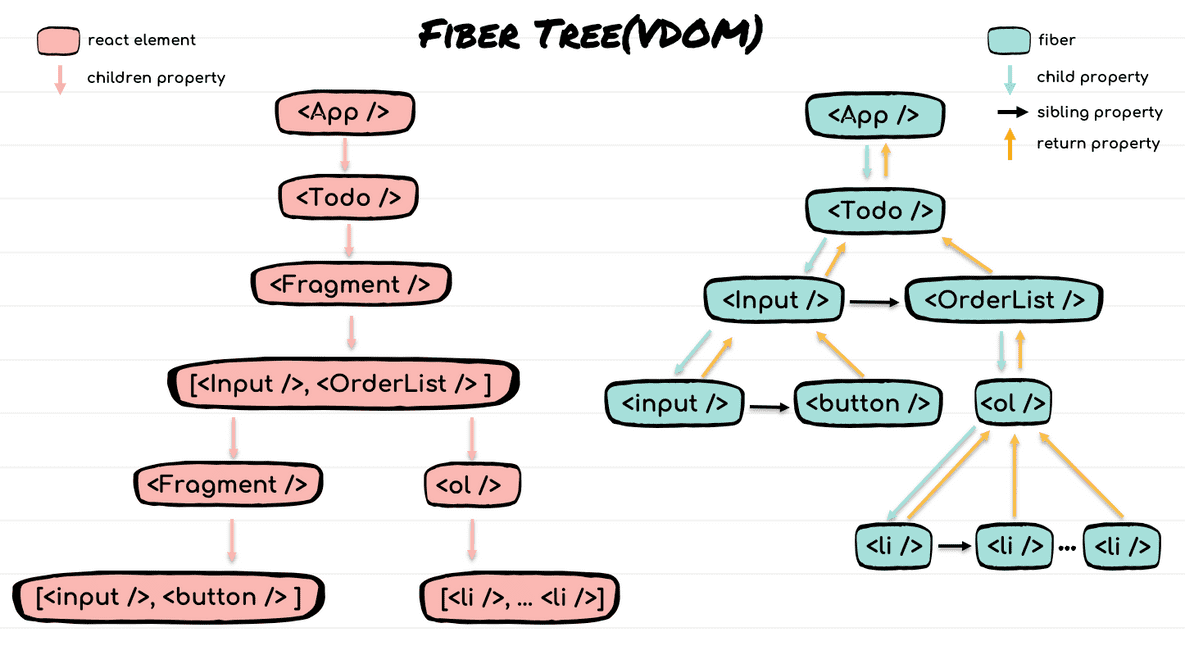 FIBER TREE(VDOM)
react element
children property
<App />
<Todo />
<Fragment />
[<Input />, <OrderList /> ]
<Fragment />
<ol />
[<input />, <button /> ]
[<li />, ... <li />]
fiber
child property
sibling property
return property
<App />
<Todo />
<Input />
<OrderList />
<input />
<button />
<ol />
<li />
<li />
...
<li />